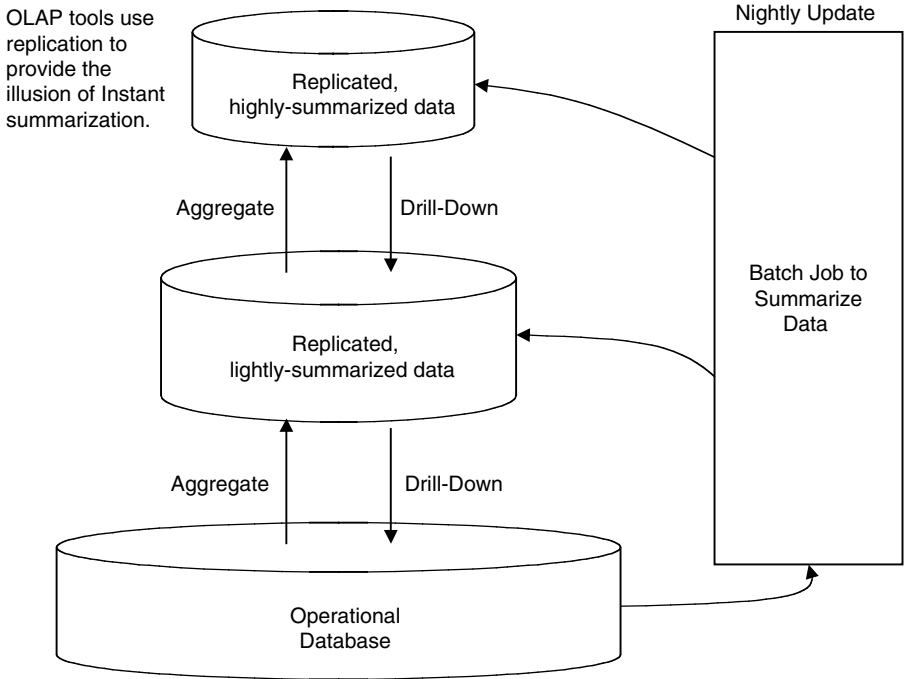 OLAP tools use
replication to
provide the
illusion of Instant
summarization.
Nightly Update
Replicated,
highly-summarized data
Aggregate
Drill-Down
Batch Job to
Summarize
Data
Replicated,
lightly-summarized data
Aggregate
Drill-Down
Operational
Database